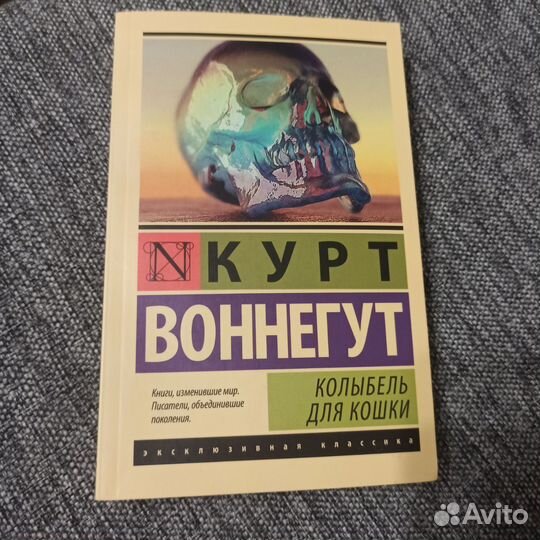 N КУРТ
ВОННЕГУТ
Книги, изменившие мир.
Писатели, объединившие
поколения.
КОЛЫБЕЛЬ
ДЛЯ КОШКИ
эксклюзивная классика
Avito